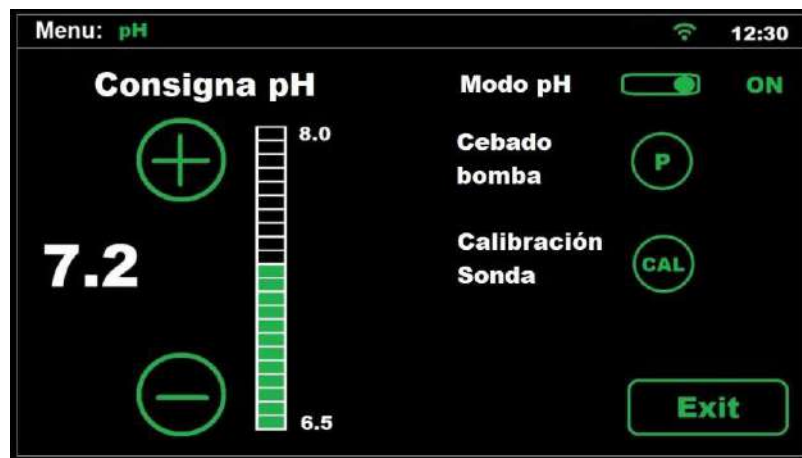 Menu: pH
12:30
Consigna pH
8.0
7.2
6.5
Modo pH
ON
Cebado
bomba
P
Calibración
Sonda
CAL
Exit